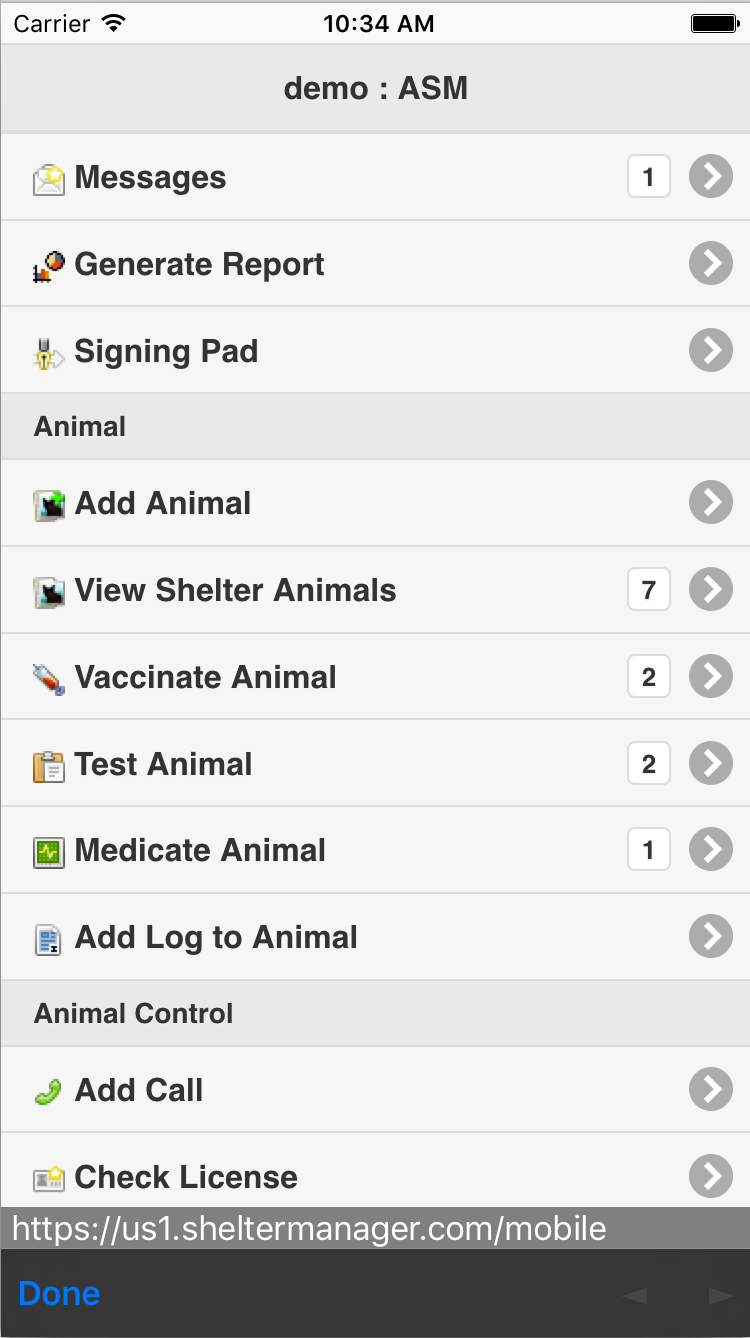 Carrier 10:34 AM
demo : ASM
Messages 1
Generate Report
Signing Pad
Animal
Add Animal
View Shelter Animals 7
Vaccinate Animal 2
Test Animal 2
Medicate Animal 1
Add Log to Animal
Animal Control
Add Call
Check License
https://us1.sheltermanager.com/mobile
Done